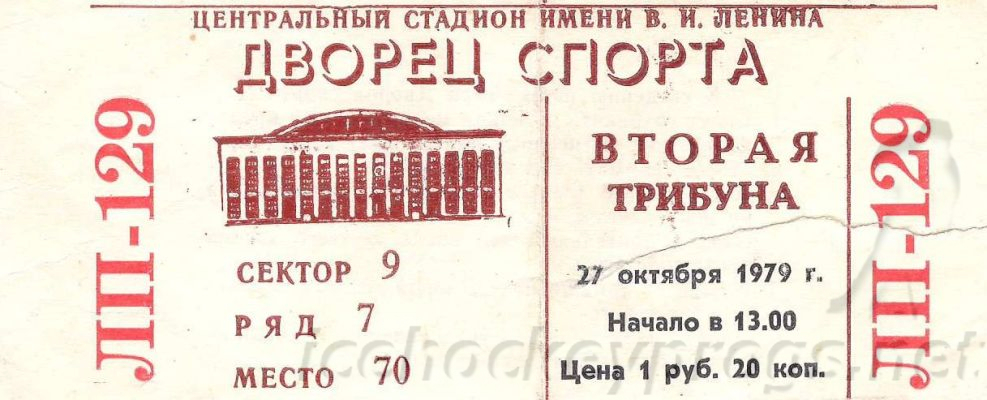 ЦЕНТРАЛЬНЫЙ СТАДИОН ИМЕНИ В. И. ЛЕНИНА
ДВОРЕЦ СПОРТА
ЛП-129
ВТОРАЯ
ТРИБУНА
СЕКТОР 9
РЯД 7
МЕСТО 70
27 октября 1979 г.
Начало в 13.00
Цена 1 руб. 20 коп.
ЛП-129
icehockeyprogs.net